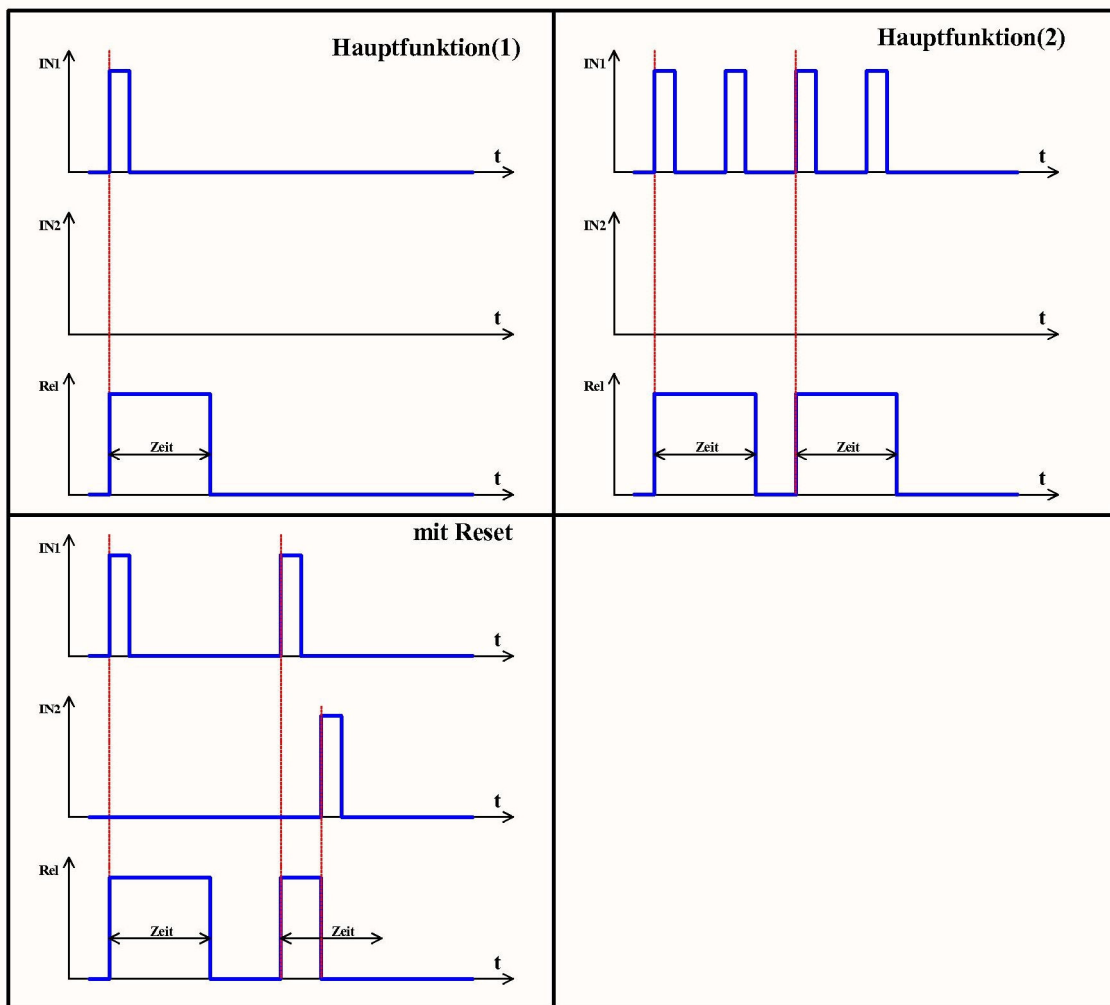 Hauptfunktion(1)
IN1
t
IN2
t
Rel
Zeit
t
Hauptfunktion(2)
IN1
t
IN2
t
Rel
Zeit Zeit
t
mit Reset
IN1
t
IN2
t
Rel
Zeit Zeit
t